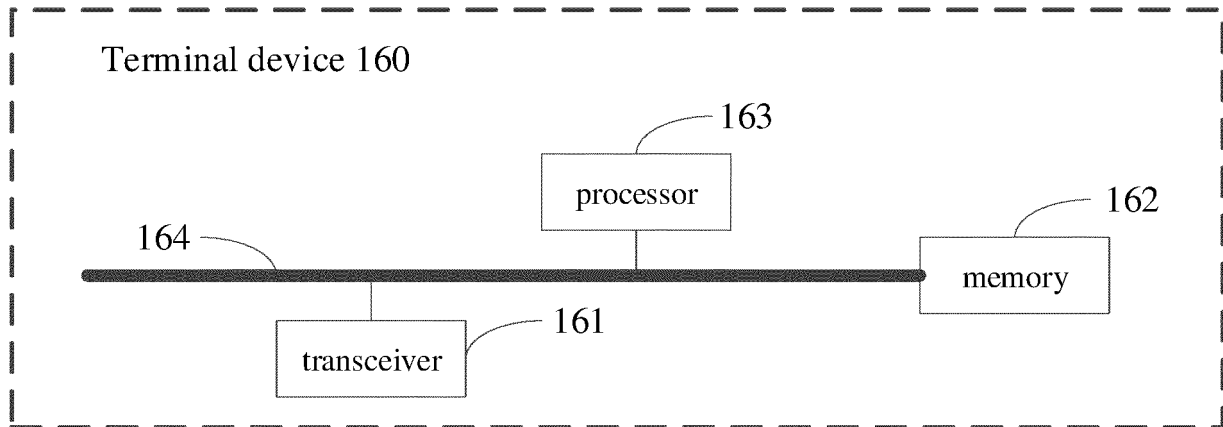 Terminal device 160
163
processor
162
164
memory
161
transceiver